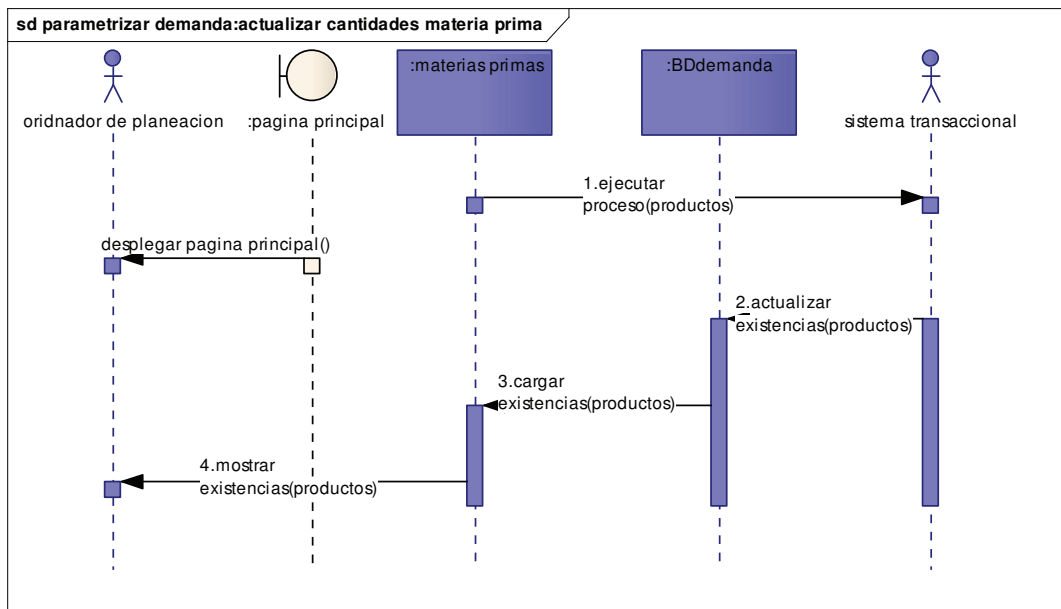 sd parametrizar demanda:actualizar cantidades materia prima
:materias primas
:BDdemanda
oridnador de planeacion
:pagina principal
sistema transaccional
1.ejecutar
proceso(productos)
desplegar pagina principal()
2.actualizar
existencias(productos)
3.cargar
existencias(productos)
4.mostrar
existencias(productos)